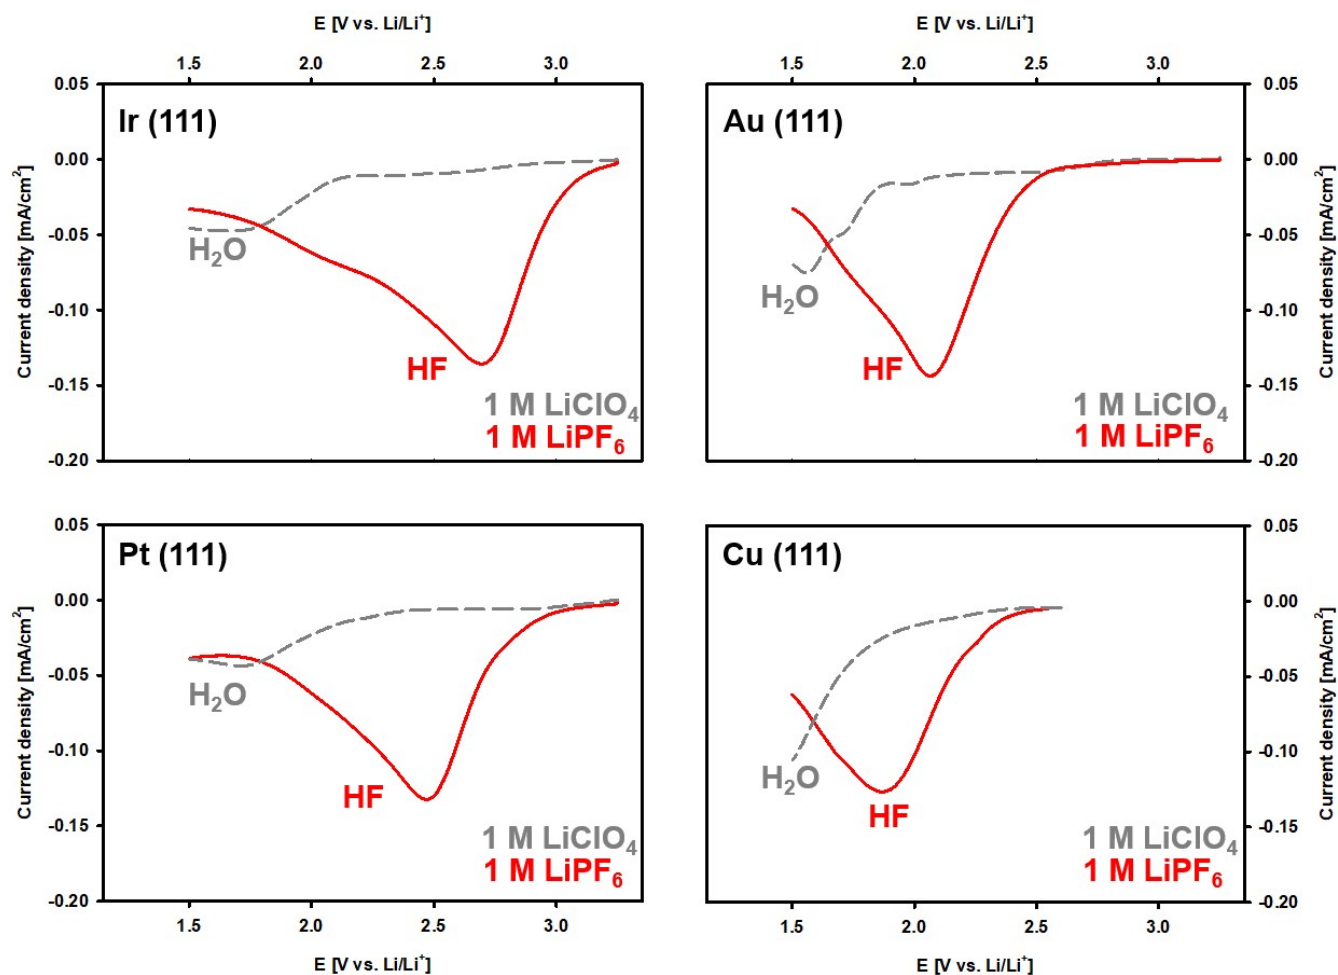 E [V vs. Li/Li⁺]
E [V vs. Li/Li⁺]
1.5 2.0 2.5 3.0
1.5 2.0 2.5 3.0
Current density [mA/cm²]
0.05
0.00
-0.05
-0.10
-0.15
-0.20
Ir (111)
H₂O
HF
1 M LiClO₄
1 M LiPF₆
Au (111)
H₂O
HF
1 M LiClO₄
1 M LiPF₆
0.05
0.00
-0.05
-0.10
-0.15
-0.20
Current density [mA/cm²]
Current density [mA/cm²]
0.05
0.00
-0.05
-0.10
-0.15
-0.20
Pt (111)
H₂O
HF
1 M LiClO₄
1 M LiPF₆
Cu (111)
H₂O
HF
1 M LiClO₄
1 M LiPF₆
0.05
0.00
-0.05
-0.10
-0.15
-0.20
Current density [mA/cm²]
1.5 2.0 2.5 3.0
1.5 2.0 2.5 3.0
E [V vs. Li/Li⁺]
E [V vs. Li/Li⁺]